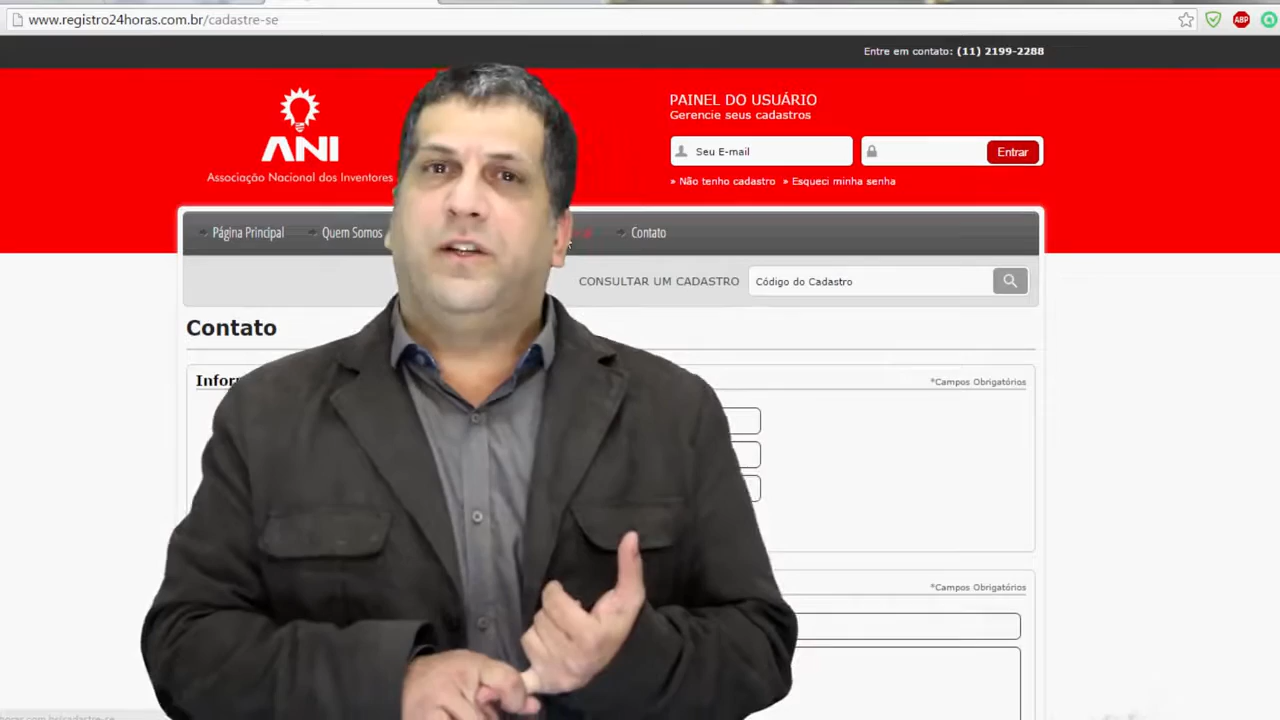 www.registro24horas.com.br/cadastre-se
ABP
Entre em contato: (11) 2199-2288
ANI
Associação Nacional dos Inventores
PAINEL DO USUÁRIO
Gerencie seus cadastros
Seu E-mail
Entrar
» Não tenho cadastro » Esqueci minha senha
Página Principal
Quem Somos
Contato
CONSULTAR UM CADASTRO
Código do Cadastro
Contato
Infor
*Campos Obrigatórios
*Campos Obrigatórios